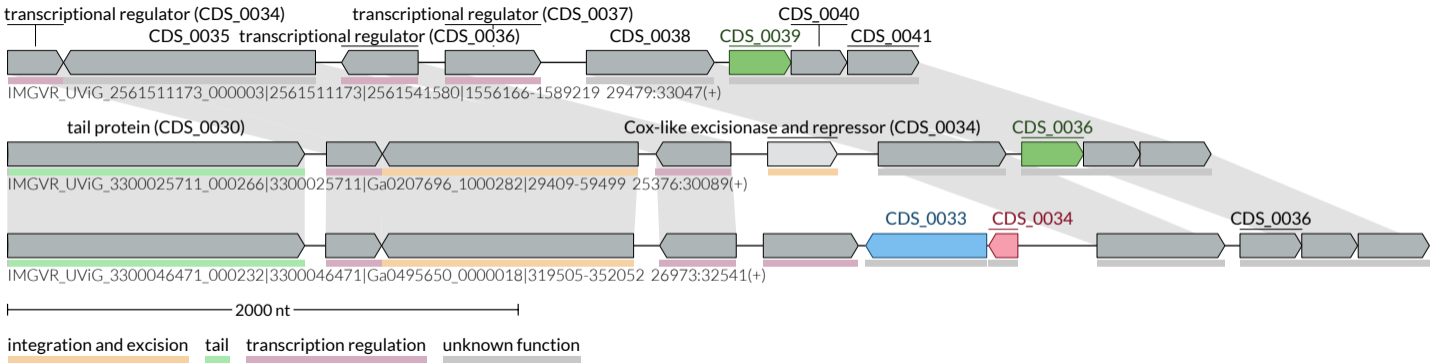 transcriptional regulator (CDS_0034) transcriptional regulator (CDS_0037) CDS_0040
CDS_0035 transcriptional regulator (CDS_0036) CDS_0038 CDS_0039 CDS_0041
IMGVR_UViG_2561511173_000003|2561511173|2561541580|1556166-1589219 29479:33047(+)
tail protein (CDS_0030) Cox-like excisionase and repressor (CDS_0034) CDS_0036
IMGVR_UViG_3300025711_000266|3300025711|Ga0207696_1000282|29409-59499 25376:30089(+)
CDS_0033 CDS_0034 CDS_0036
IMGVR_UViG_3300046471_000232|3300046471|Ga0495650_0000018|319505-352052 26973:32541(+)
2000 nt
integration and excision tail transcription regulation unknown function